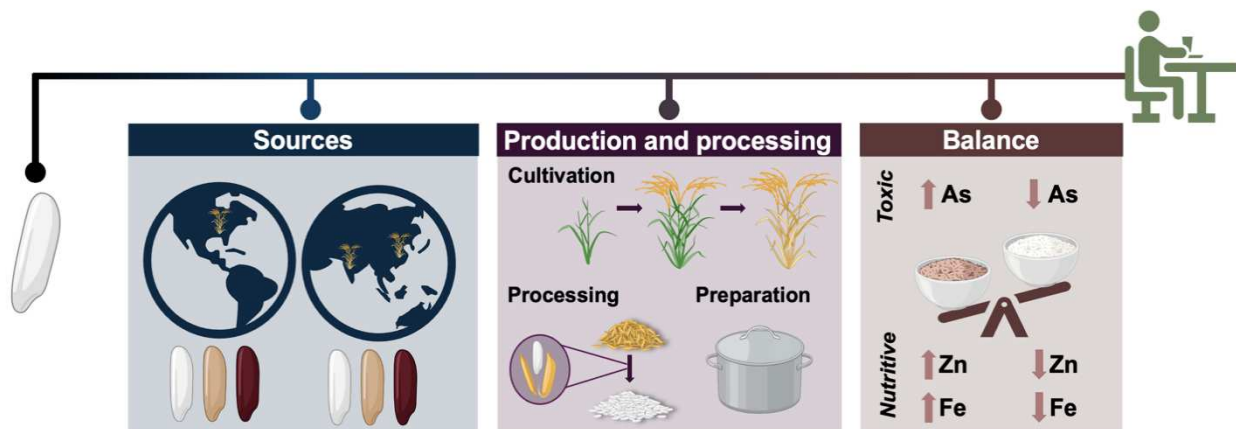 Sources
Production and processing
Balance
Cultivation
Processing
Preparation
Toxic
As
As
Nutritive
Zn
Zn
Fe
Fe